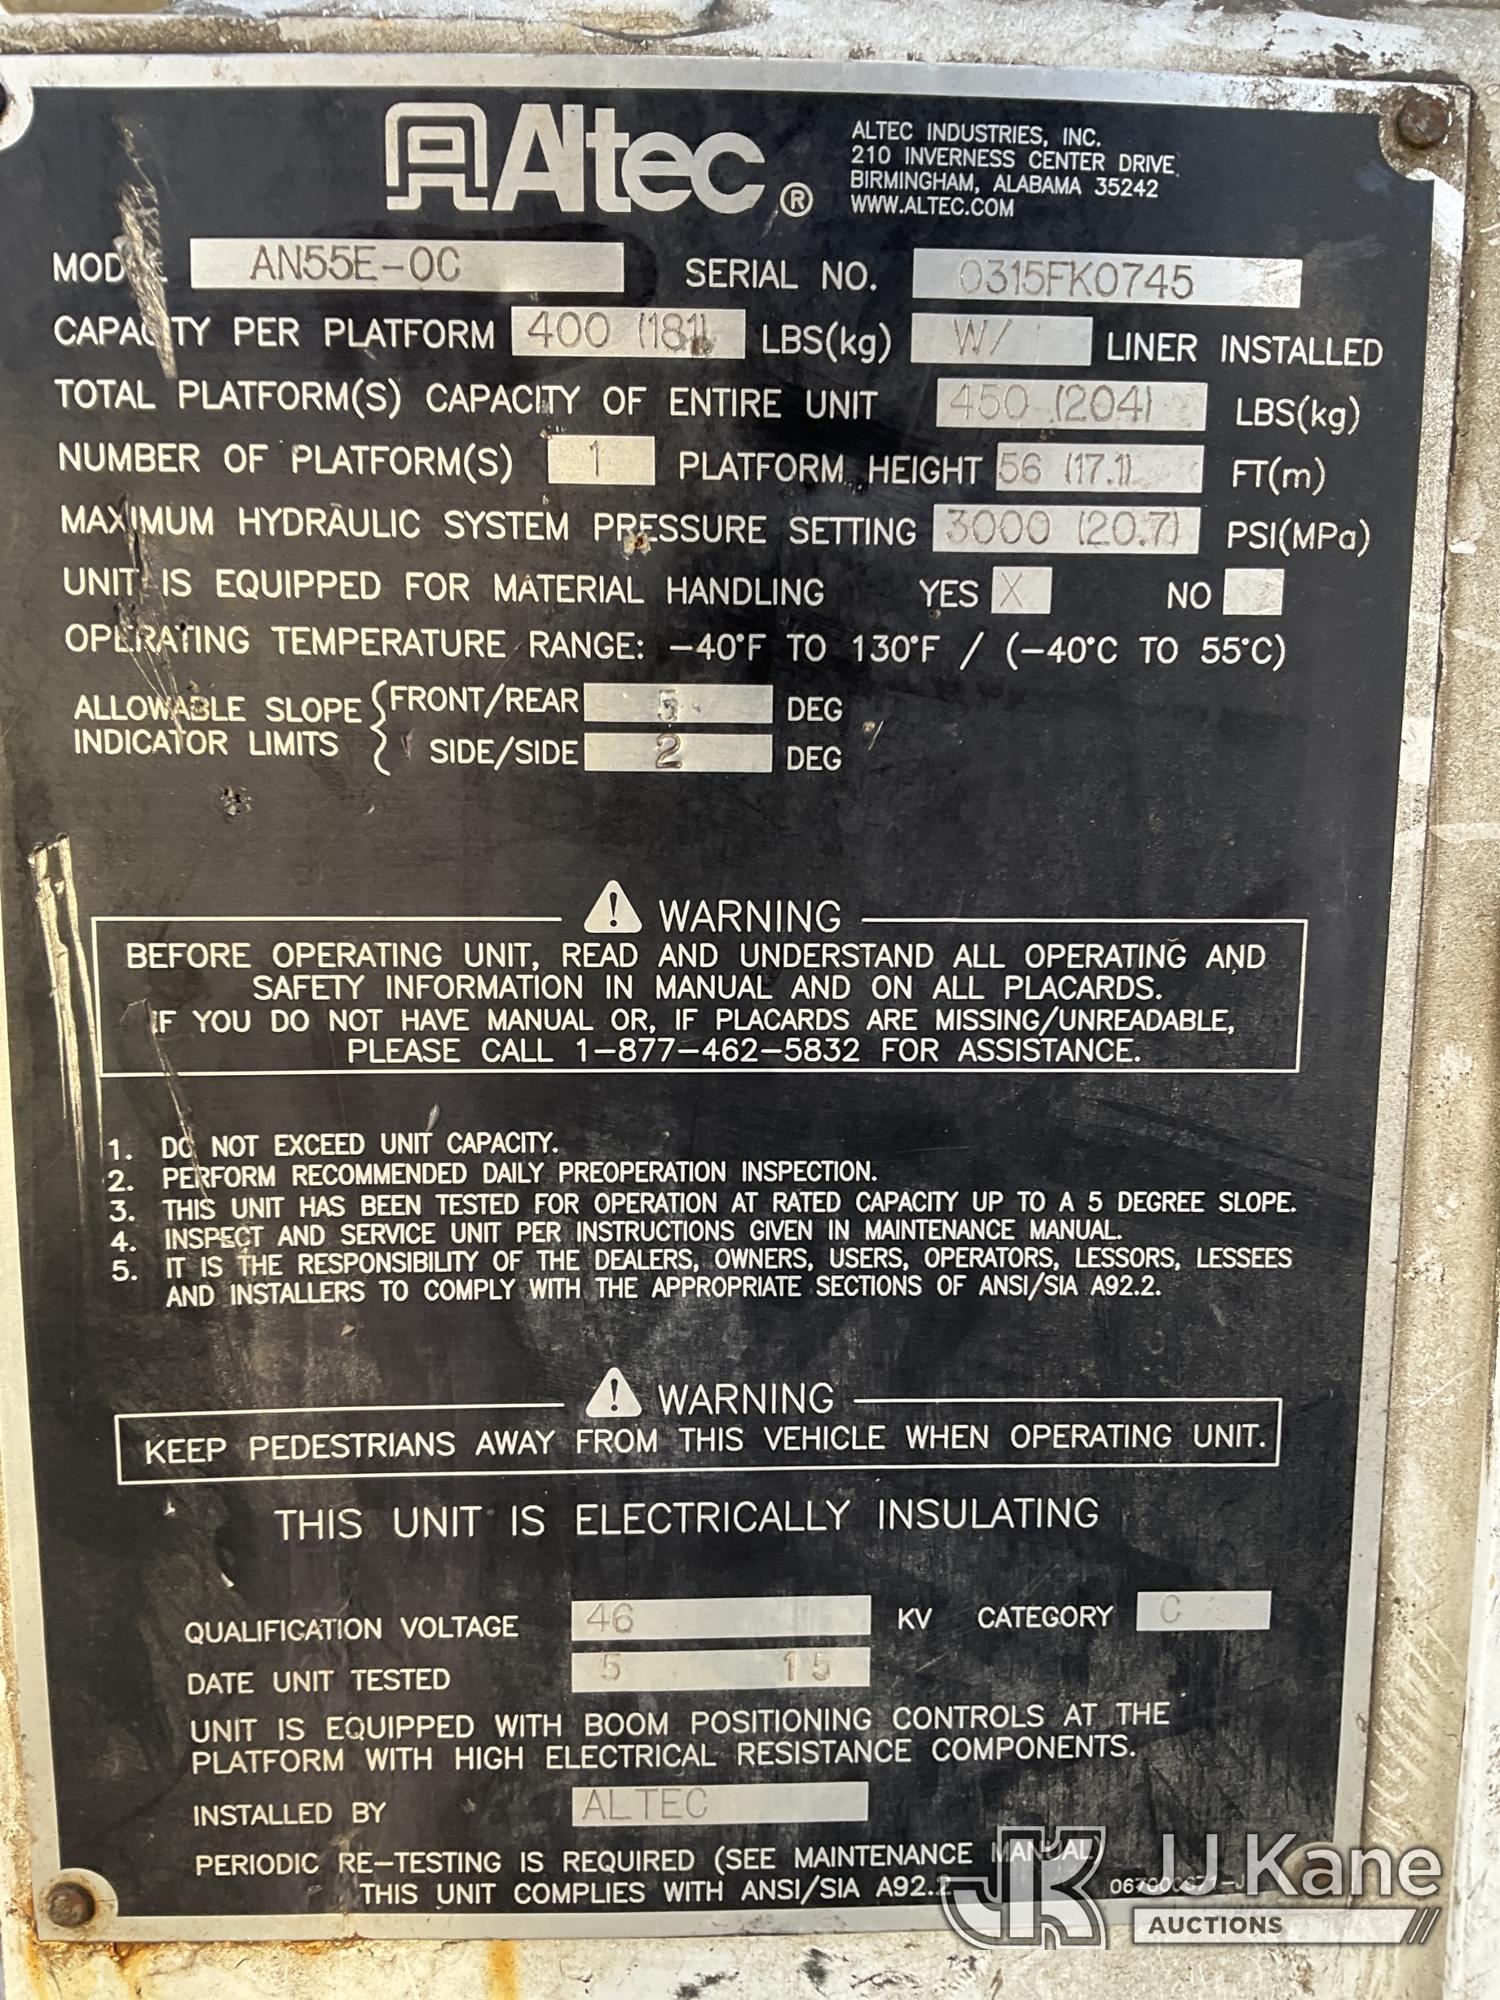 Altec ®
ALTEC INDUSTRIES, INC.
210 INVERNESS CENTER DRIVE
BIRMINGHAM, ALABAMA 35242
WWW.ALTEC.COM
MODEL AN55E-OC SERIAL NO. 0315FK0745
CAPACITY PER PLATFORM 400 (181) LBS(kg) W/ LINER INSTALLED
TOTAL PLATFORM(S) CAPACITY OF ENTIRE UNIT 450 (204) LBS(kg)
NUMBER OF PLATFORM(S) 1 PLATFORM HEIGHT 56 (17.1) FT(m)
MAXIMUM HYDRAULIC SYSTEM PRESSURE SETTING 3000 (20.7) PSI(MPa)
UNIT IS EQUIPPED FOR MATERIAL HANDLING YES X NO
OPERATING TEMPERATURE RANGE: -40°F TO 130°F / (-40°C TO 55°C)
ALLOWABLE SLOPE INDICATOR LIMITS
FRONT/REAR 5 DEG
SIDE/SIDE 2 DEG
WARNING
BEFORE OPERATING UNIT, READ AND UNDERSTAND ALL OPERATING AND
SAFETY INFORMATION IN MANUAL AND ON ALL PLACARDS.
IF YOU DO NOT HAVE MANUAL OR, IF PLACARDS ARE MISSING/UNREADABLE,
PLEASE CALL 1-877-462-5832 FOR ASSISTANCE.
1. DO NOT EXCEED UNIT CAPACITY.
2. PERFORM RECOMMENDED DAILY PREOPERATION INSPECTION.
3. THIS UNIT HAS BEEN TESTED FOR OPERATION AT RATED CAPACITY UP TO A 5 DEGREE SLOPE.
4. INSPECT AND SERVICE UNIT PER INSTRUCTIONS GIVEN IN MAINTENANCE MANUAL.
5. IT IS THE RESPONSIBILITY OF THE DEALERS, OWNERS, USERS, OPERATORS, LESSORS, LESSEES
AND INSTALLERS TO COMPLY WITH THE APPROPRIATE SECTIONS OF ANSI/SIA A92.2.
WARNING
KEEP PEDESTRIANS AWAY FROM THIS VEHICLE WHEN OPERATING UNIT.
THIS UNIT IS ELECTRICALLY INSULATING
QUALIFICATION VOLTAGE 46 KV CATEGORY C
DATE UNIT TESTED 5 15
UNIT IS EQUIPPED WITH BOOM POSITIONING CONTROLS AT THE
PLATFORM WITH HIGH ELECTRICAL RESISTANCE COMPONENTS.
INSTALLED BY ALTEC
PERIODIC RE-TESTING IS REQUIRED (SEE MAINTENANCE MANUAL)
THIS UNIT COMPLIES WITH ANSI/SIA A92.2
JK JJ Kane
AUCTIONS